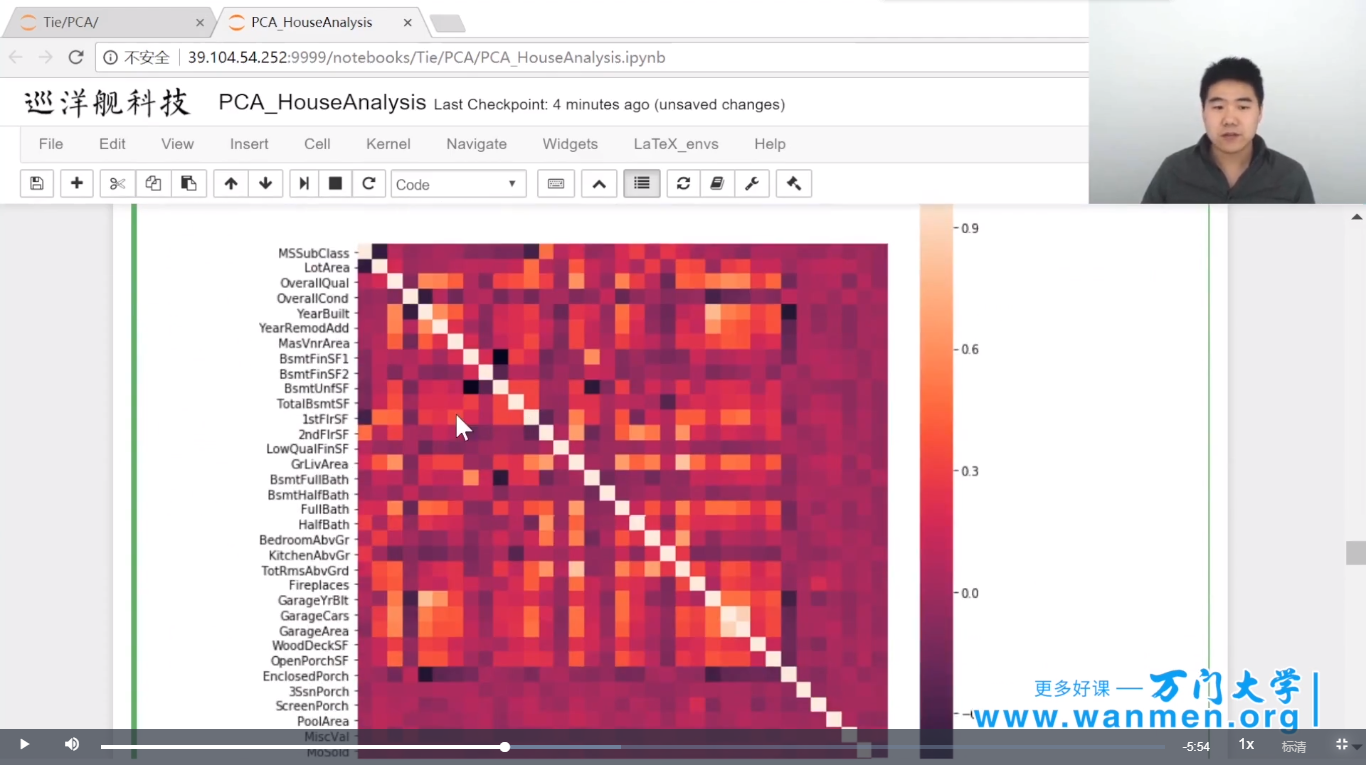 Tie/PCA/
PCA_HouseAnalysis
不安全
39.104.54.252:9999/notebooks/Tie/PCA/PCA_HouseAnalysis.ipynb
巡洋舰科技
PCA_HouseAnalysis Last Checkpoint: 4 minutes ago (unsaved changes)
File Edit View Insert Cell Kernel Navigate Widgets LaTeX_envs Help
Code
0.9
0.6
0.3
0.0
MSSubClass
LotArea
OverallQual
OverallCond
YearBuilt
YearRemodAdd
MasVnrArea
BsmtFinSF1
BsmtFinSF2
BsmtUnfSF
TotalBsmtSF
1stFlrSF
2ndFlrSF
LowQualFinSF
GrLivArea
BsmtFullBath
BsmtHalfBath
FullBath
HalfBath
BedroomAbvGr
KitchenAbvGr
TotRmsAbvGrd
Fireplaces
GarageYrBlt
GarageCars
GarageArea
WoodDeckSF
OpenPorchSF
EnclosedPorch
3SsnPorch
ScreenPorch
PoolArea
MiscVal
MoSold
更多好课 — 万门大学
www.wanmen.org
-5:54
1x
标清